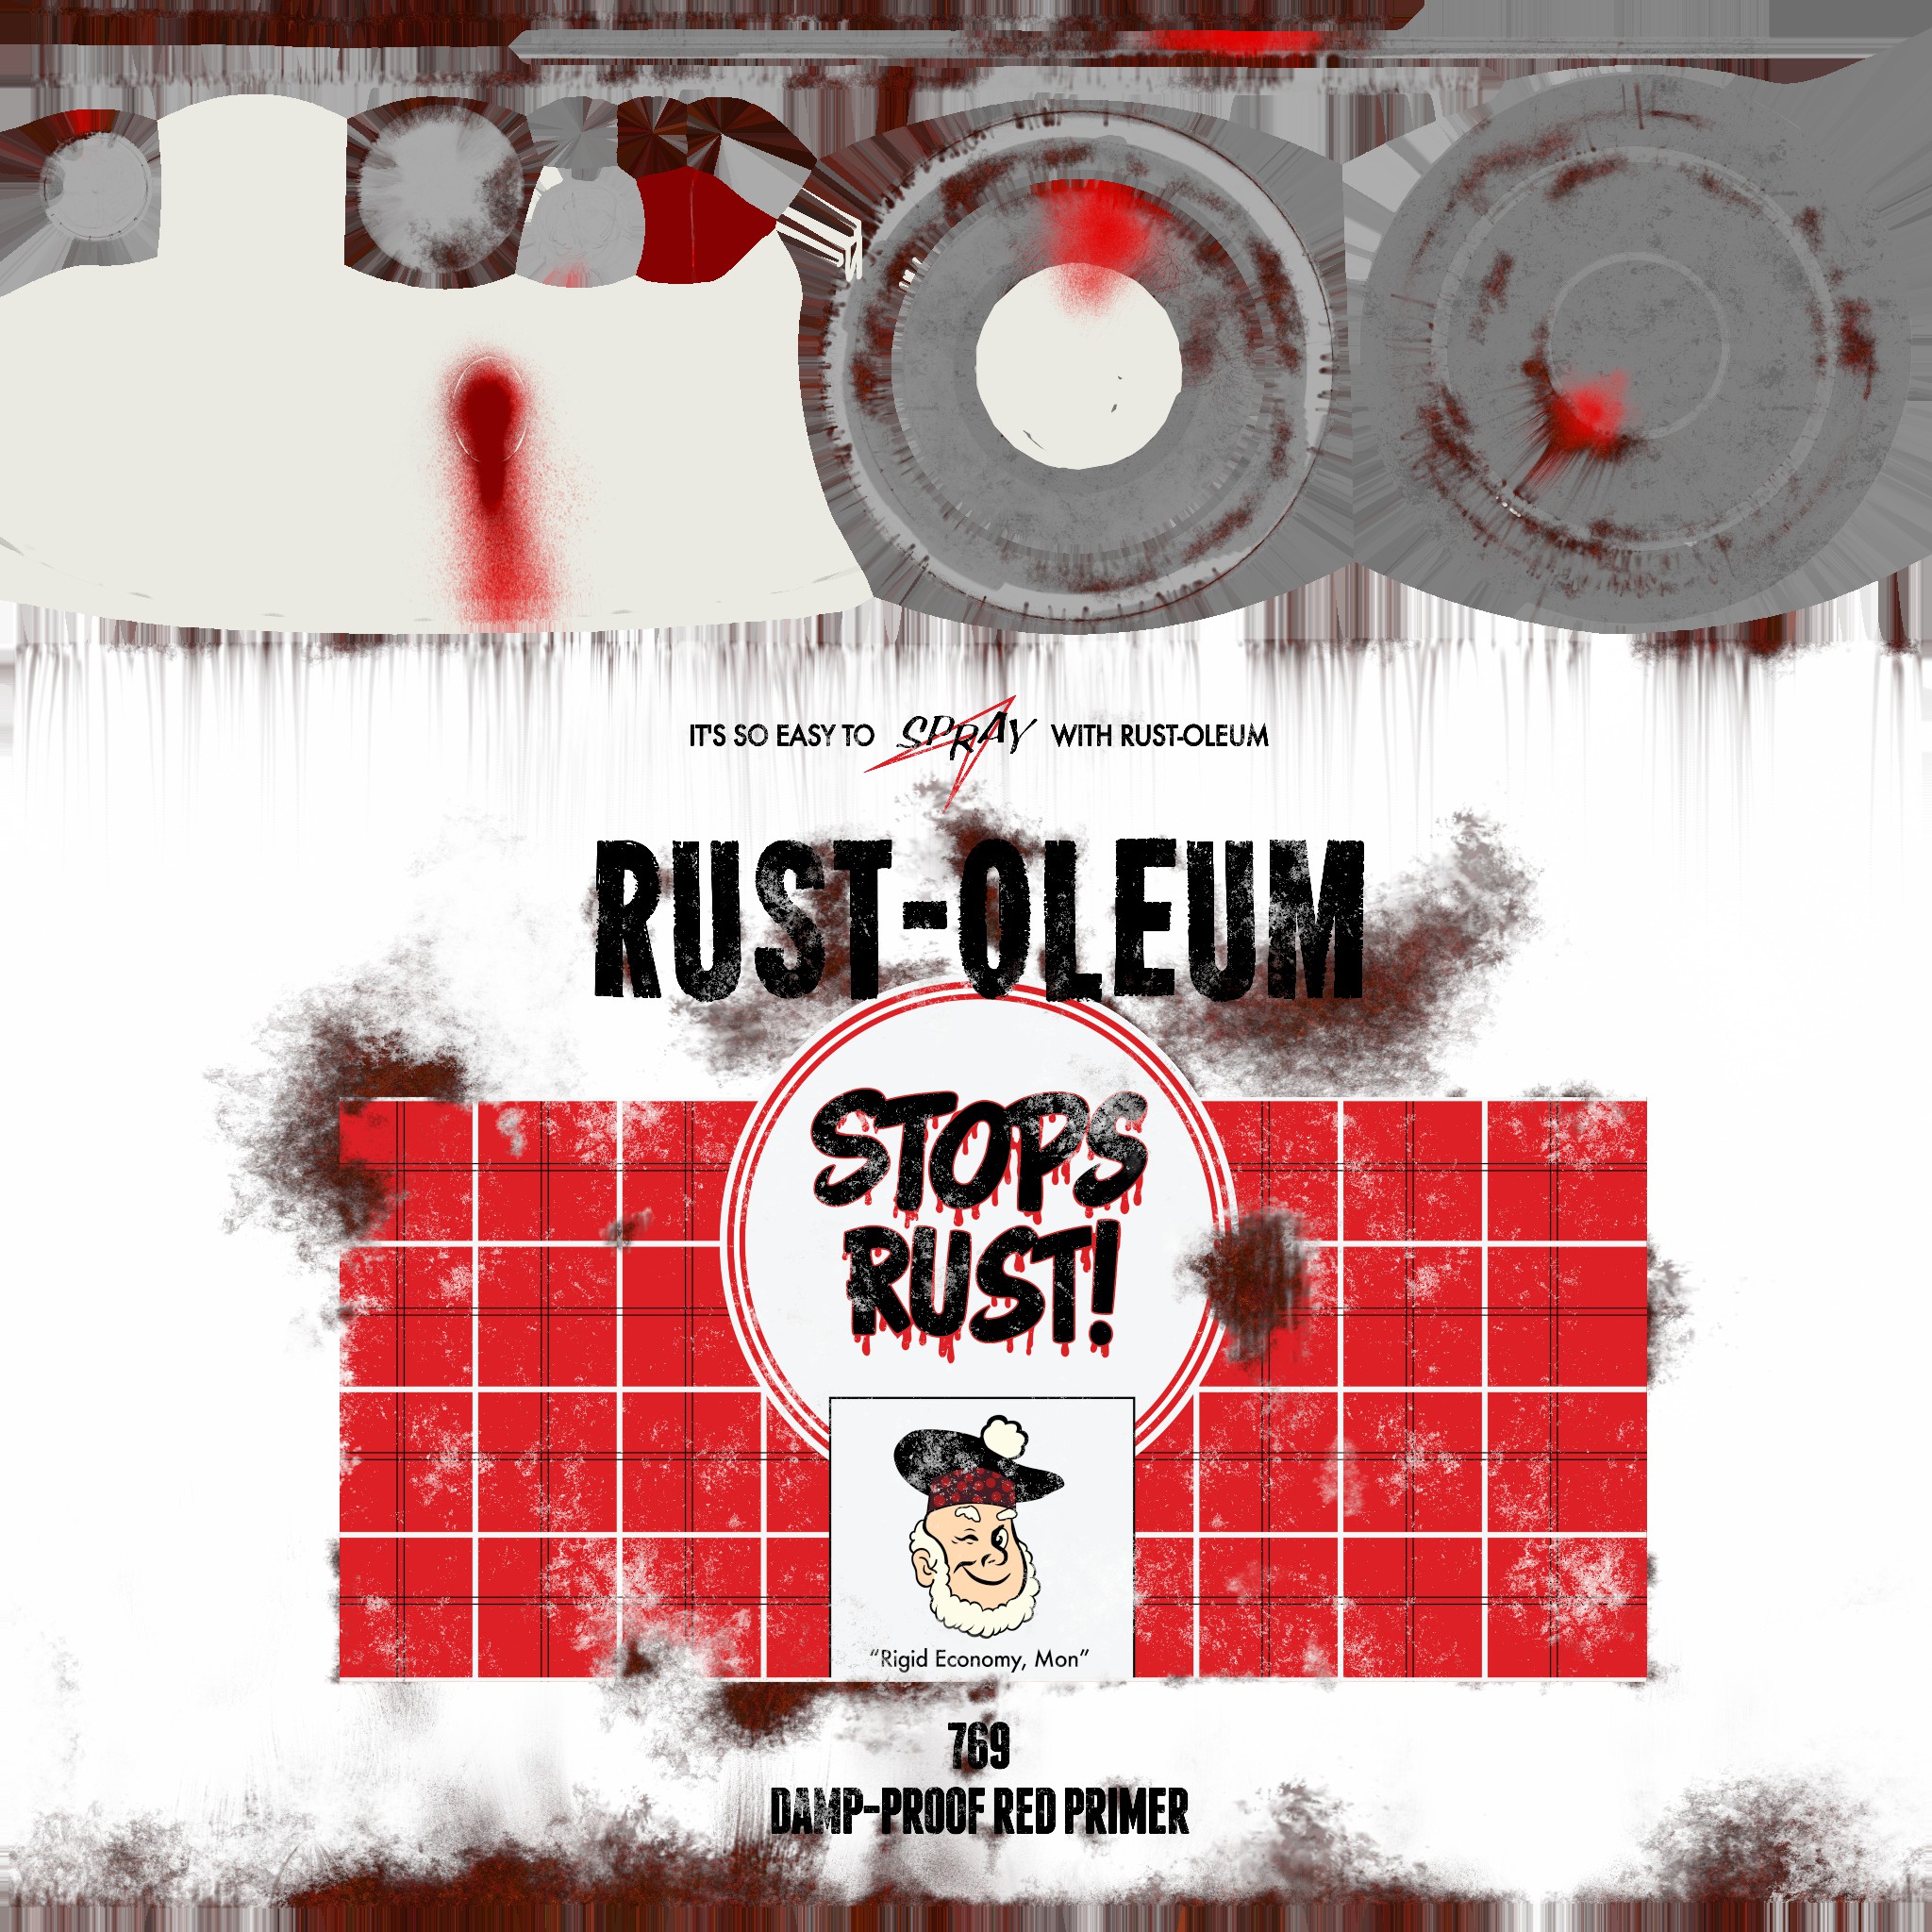 IT'S SO EASY TO SPRAY WITH RUST-OLEUM
RUST-OLEUM
STOPS
RUST!
“Rigid Economy, Mon”
769
DAMP-PROOF RED PRIMER